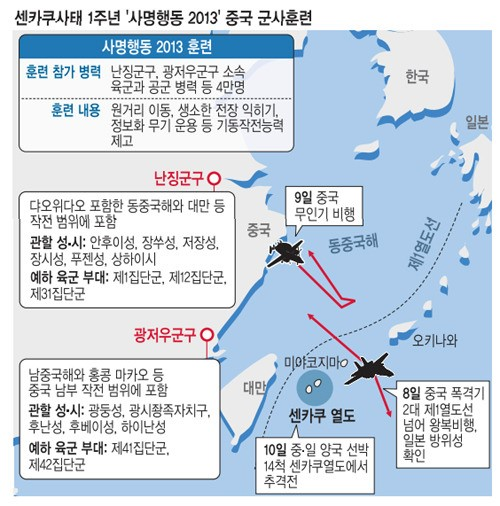 센카쿠사태 1주년 '사명행동 2013' 중국 군사훈련
사명행동 2013 훈련
훈련 참가 병력
난징군구, 광저우군구 소속
육군과 공군 병력 등 4만명
훈련 내용
원거리 이동, 생소한 전장 익히기,
정보화 무기 운용 등 기동작전능력
제고
한국
일본
난징군구
댜오위다오 포함한 동중국해와 대만 등
작전 범위에 포함
관할 성·시: 안후이성, 장쑤성, 저장성,
장시성, 푸젠성, 상하이시
예하 육군 부대: 제1집단군, 제12집단군,
제31집단군
중국
9일 중국
무인기 비행
동중국해
제1열도선
광저우군구
남중국해와 홍콩 마카오 등
중국 남부 작전 범위에 포함
관할 성·시: 광둥성, 광시좡족자치구,
후난성, 후베이성, 하이난성
예하 육군 부대: 제41집단군,
제42집단군
대만
미야코지마
오키나와
센카쿠 열도
8일 중국 폭격기
2대 제1열도선
넘어 왕복비행,
일본 방위성
확인
10일 중·일 양국 선박
14척 센카쿠열도에서
추격전